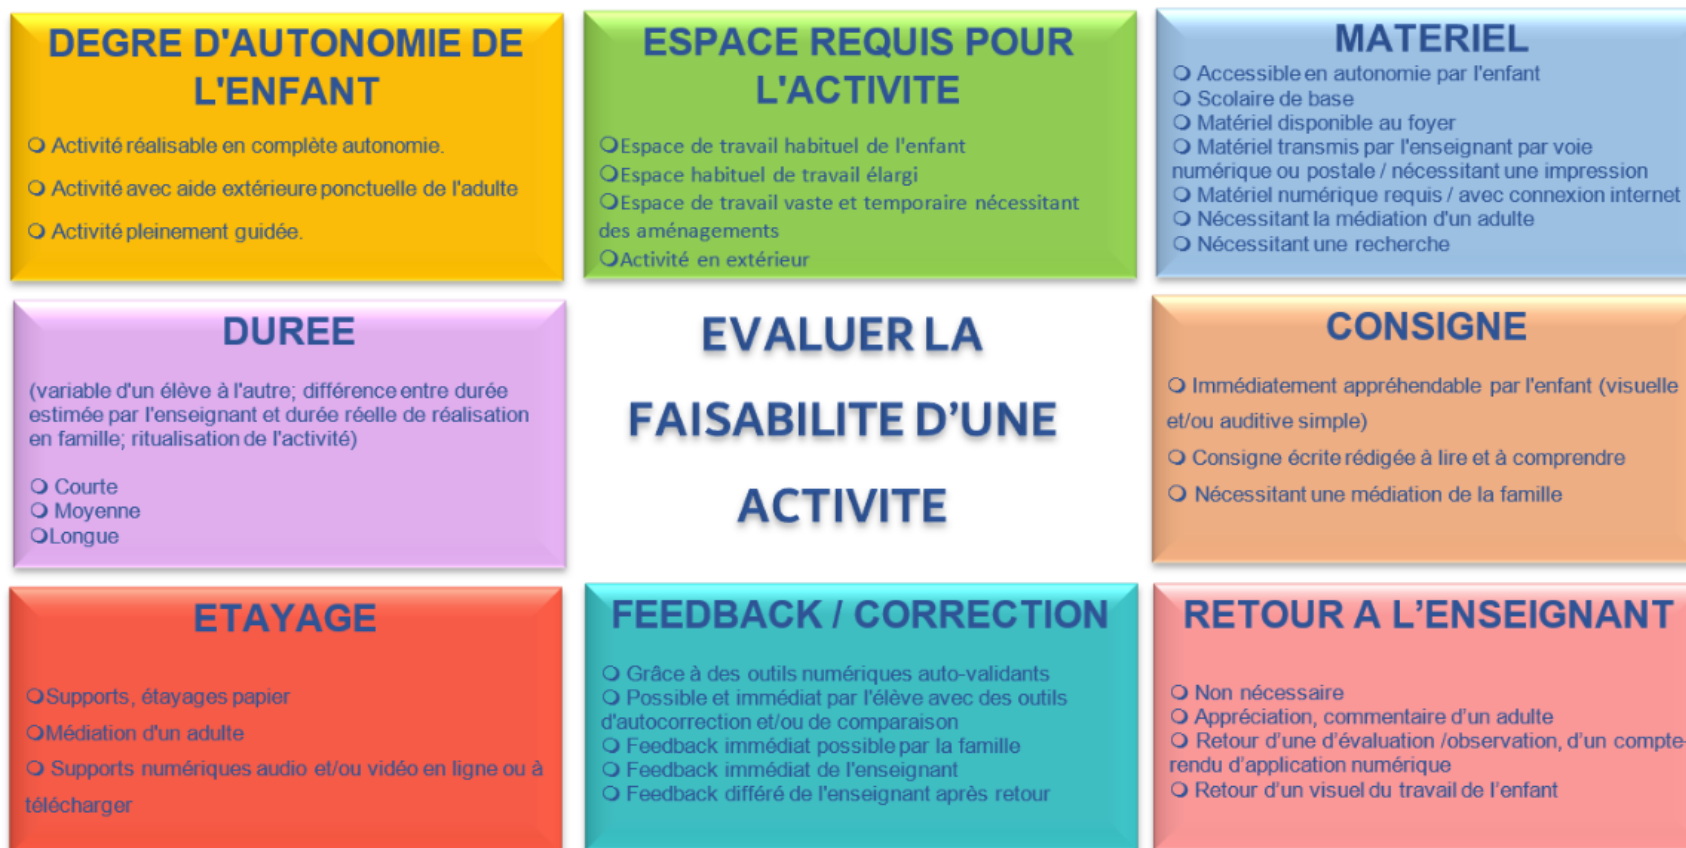 DEGRE D'AUTONOMIE DE
L'ENFANT
❍ Activité réalisable en complète autonomie.
❍ Activité avec aide extérieure ponctuelle de l'adulte
❍ Activité pleinement guidée.
ESPACE REQUIS POUR
L'ACTIVITE
❍Espace de travail habituel de l'enfant
❍Espace habituel de travail élargi
❍Espace de travail vaste et temporaire nécessitant
des aménagements
❍Activité en extérieur
MATERIEL
❍ Accessible en autonomie par l'enfant
❍ Scolaire de base
❍ Matériel disponible au foyer
❍ Matériel transmis par l'enseignant par voie
numérique ou postale / nécessitant une impression
❍ Matériel numérique requis / avec connexion internet
❍ Nécessitant la médiation d'un adulte
❍ Nécessitant une recherche
DUREE
(variable d'un élève à l'autre; différence entre durée
estimée par l'enseignant et durée réelle de réalisation
en famille; ritualisation de l'activité)
❍ Courte
❍ Moyenne
❍Longue
EVALUER LA
FAISABILITE D’UNE
ACTIVITE
CONSIGNE
❍ Immédiatement appréhendable par l'enfant (visuelle
et/ou auditive simple)
❍ Consigne écrite rédigée à lire et à comprendre
❍ Nécessitant une médiation de la famille
ETAYAGE
❍Supports, étayages papier
❍Médiation d'un adulte
❍ Supports numériques audio et/ou vidéo en ligne ou à
télécharger
FEEDBACK / CORRECTION
❍ Grâce à des outils numériques auto-validants
❍ Possible et immédiat par l'élève avec des outils
d'autocorrection et/ou de comparaison
❍ Feedback immédiat possible par la famille
❍ Feedback immédiat de l'enseignant
❍ Feedback différé de l'enseignant après retour
RETOUR A L’ENSEIGNANT
❍ Non nécessaire
❍ Appréciation, commentaire d’un adulte
❍ Retour d’une d’évaluation /observation, d’un compte-
rendu d’application numérique
❍ Retour d’un visuel du travail de l’enfant